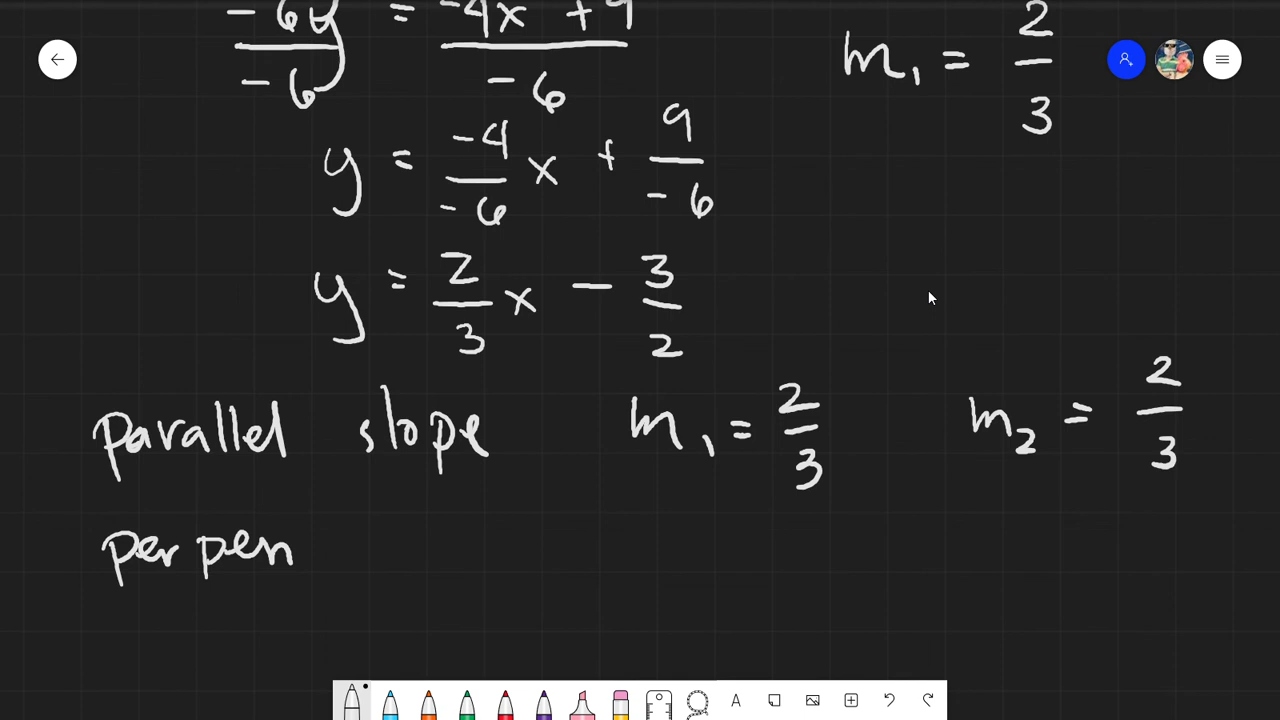 -6y = -4x + 9
-6 -6
m₁ = 2/3
y = -4/-6 x + 9/-6
y = 2/3 x - 3/2
parallel slope m₁ = 2/3 m₂ = 2/3
perpen
A